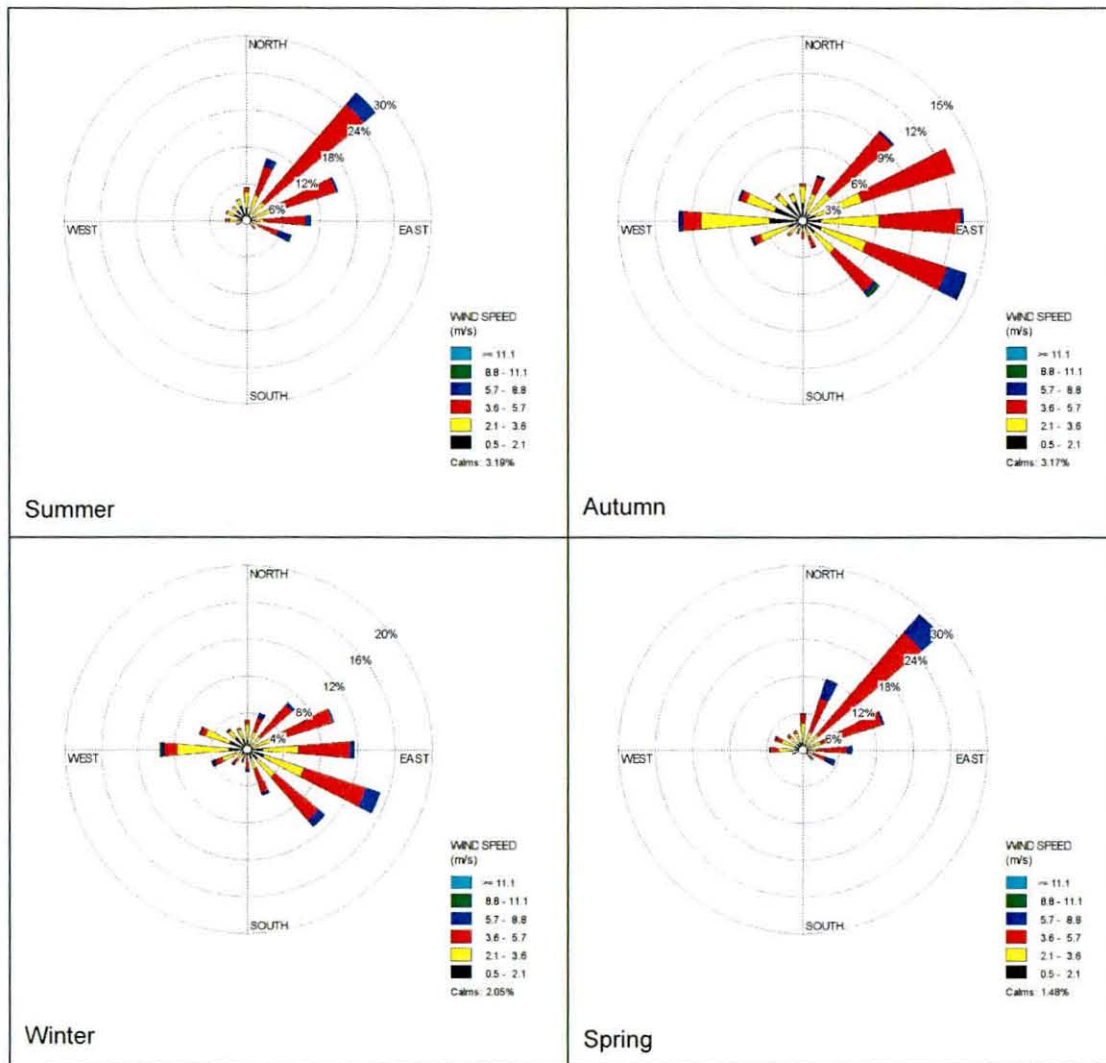 NORTH
30%
24%
18%
12%
6%
WEST
EAST
SOUTH
WIND SPEED
(m/s)
>= 11.1
8.8 - 11.1
5.7 - 8.8
3.6 - 5.7
2.1 - 3.6
0.5 - 2.1
Calms: 3.19%
Summer
NORTH
15%
12%
9%
6%
3%
WEST
EAST
SOUTH
WIND SPEED
(m/s)
>= 11.1
8.8 - 11.1
5.7 - 8.8
3.6 - 5.7
2.1 - 3.6
0.5 - 2.1
Calms: 3.17%
Autumn
NORTH
20%
16%
12%
8%
4%
WEST
EAST
SOUTH
WIND SPEED
(m/s)
>= 11.1
8.8 - 11.1
5.7 - 8.8
3.6 - 5.7
2.1 - 3.6
0.5 - 2.1
Calms: 2.05%
Winter
NORTH
30%
24%
18%
12%
6%
WEST
EAST
SOUTH
WIND SPEED
(m/s)
>= 11.1
8.8 - 11.1
5.7 - 8.8
3.6 - 5.7
2.1 - 3.6
0.5 - 2.1
Calms: 1.48%
Spring